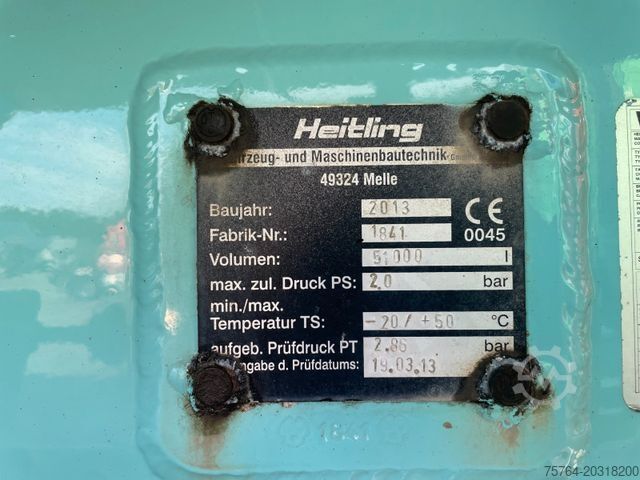 Heitling
hrzeug- und Maschinenbautechnik
49324 Melle
Baujahr: 2013 CE
Fabrik-Nr.: 1841 0045
Volumen: 51000 l
max. zul. Druck PS: 2,0 bar
min./max.
Temperatur TS: -20/+50 °C
aufgeb. Prüfdruck PT 2.86 bar
ngabe d. Prüfdatums: 19.03.13
75764-20318200